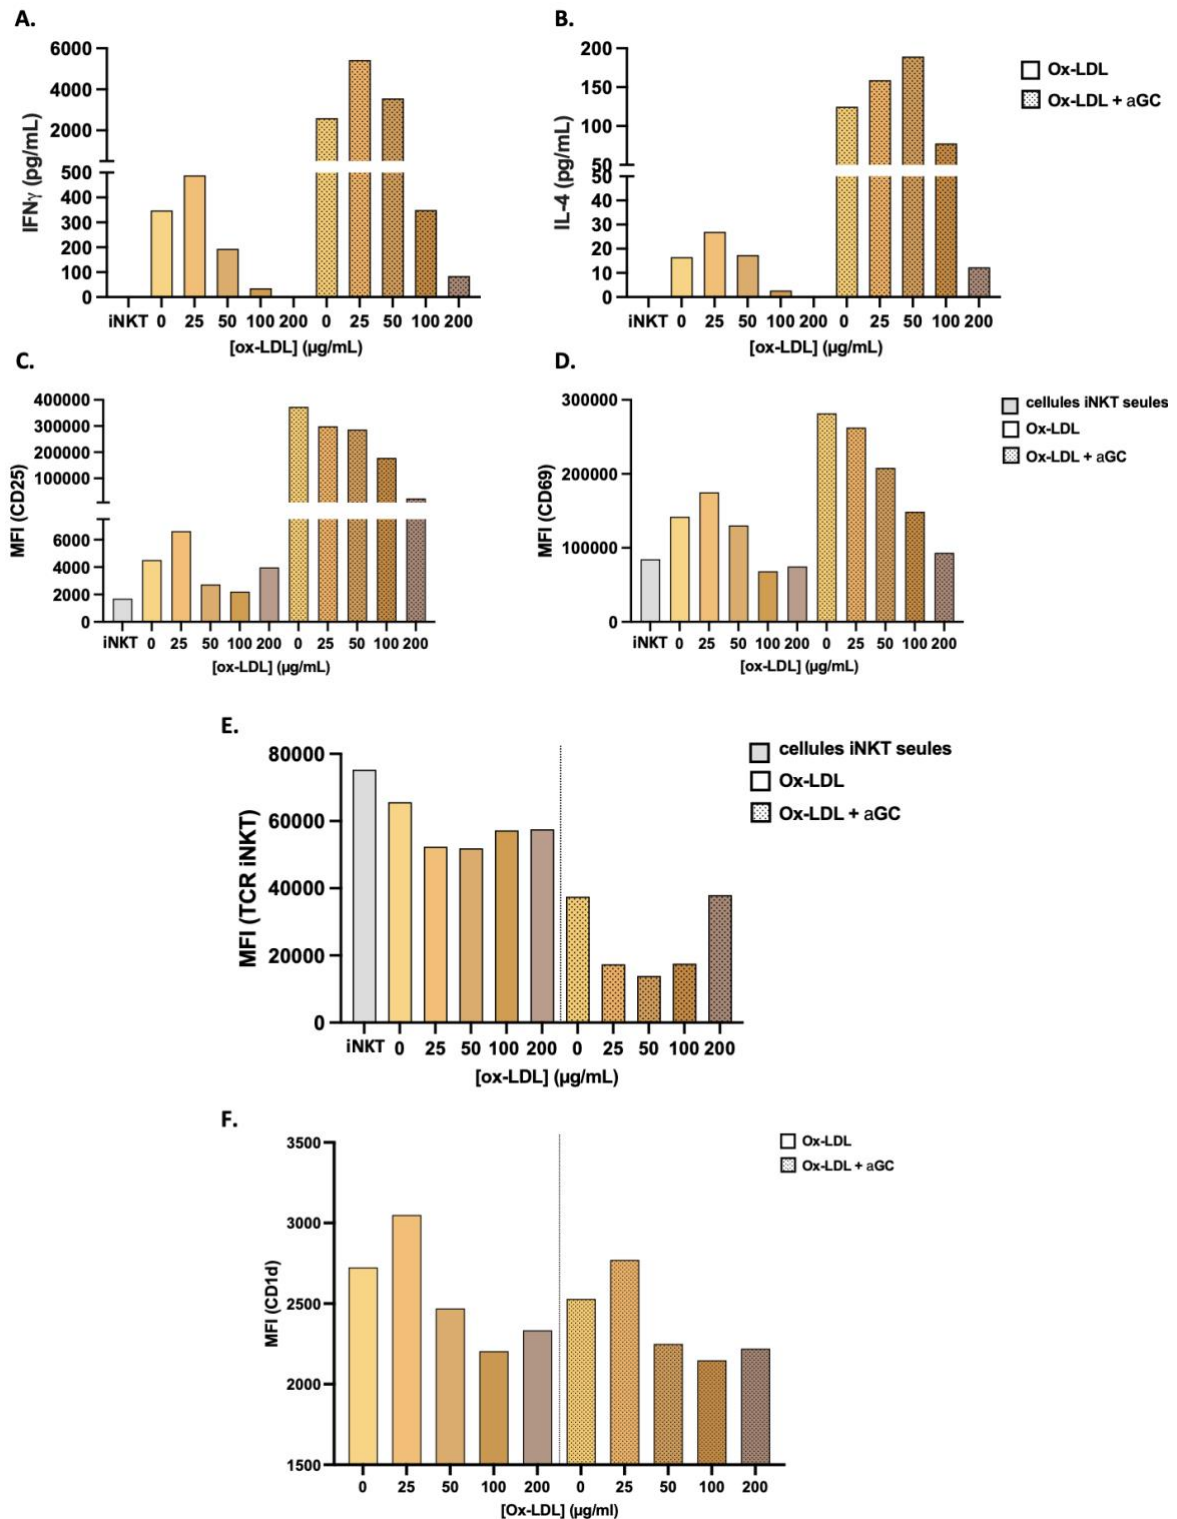 A.
IFNγ (pg/mL)
6000
4000
2000
500
400
300
200
100
0
iNKT 0 25 50 100 200 0 25 50 100 200
[ox-LDL] (µg/mL)
B.
IL-4 (pg/mL)
200
150
100
50
50
40
30
20
10
0
iNKT 0 25 50 100 200 0 25 50 100 200
[ox-LDL] (µg/mL)
Ox-LDL
Ox-LDL + aGC
C.
MFI (CD25)
400000
300000
200000
100000
6000
4000
2000
0
iNKT 0 25 50 100 200 0 25 50 100 200
[ox-LDL] (µg/mL)
D.
MFI (CD69)
300000
200000
100000
0
iNKT 0 25 50 100 200 0 25 50 100 200
[ox-LDL] (µg/mL)
cellules iNKT seules
Ox-LDL
Ox-LDL + aGC
E.
MFI (TCR iNKT)
80000
60000
40000
20000
0
iNKT 0 25 50 100 200 0 25 50 100 200
[ox-LDL] (µg/mL)
cellules iNKT seules
Ox-LDL
Ox-LDL + aGC
F.
MFI (CD1d)
3500
3000
2500
2000
1500
0 25 50 100 200 0 25 50 100 200
[Ox-LDL] (µg/ml)
Ox-LDL
Ox-LDL + aGC